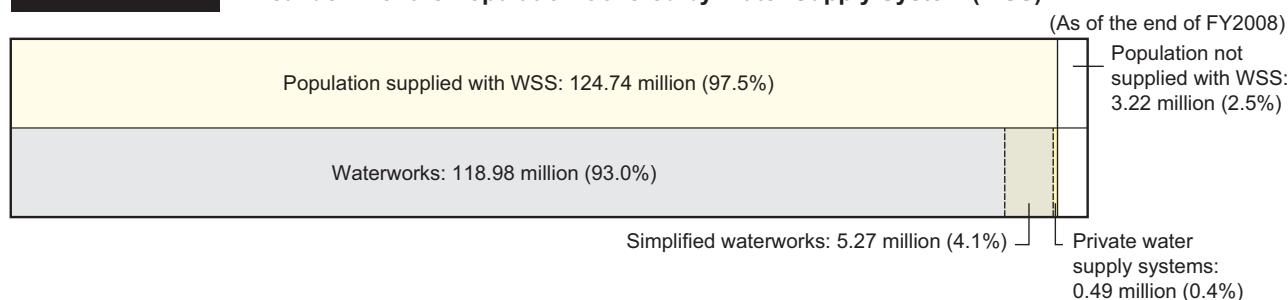 (As of the end of FY2008)
Population supplied with WSS: 124.74 million (97.5%)
Population not
supplied with WSS:
3.22 million (2.5%)
Waterworks: 118.98 million (93.0%)
Simplified waterworks: 5.27 million (4.1%)
Private water
supply systems:
0.49 million (0.4%)